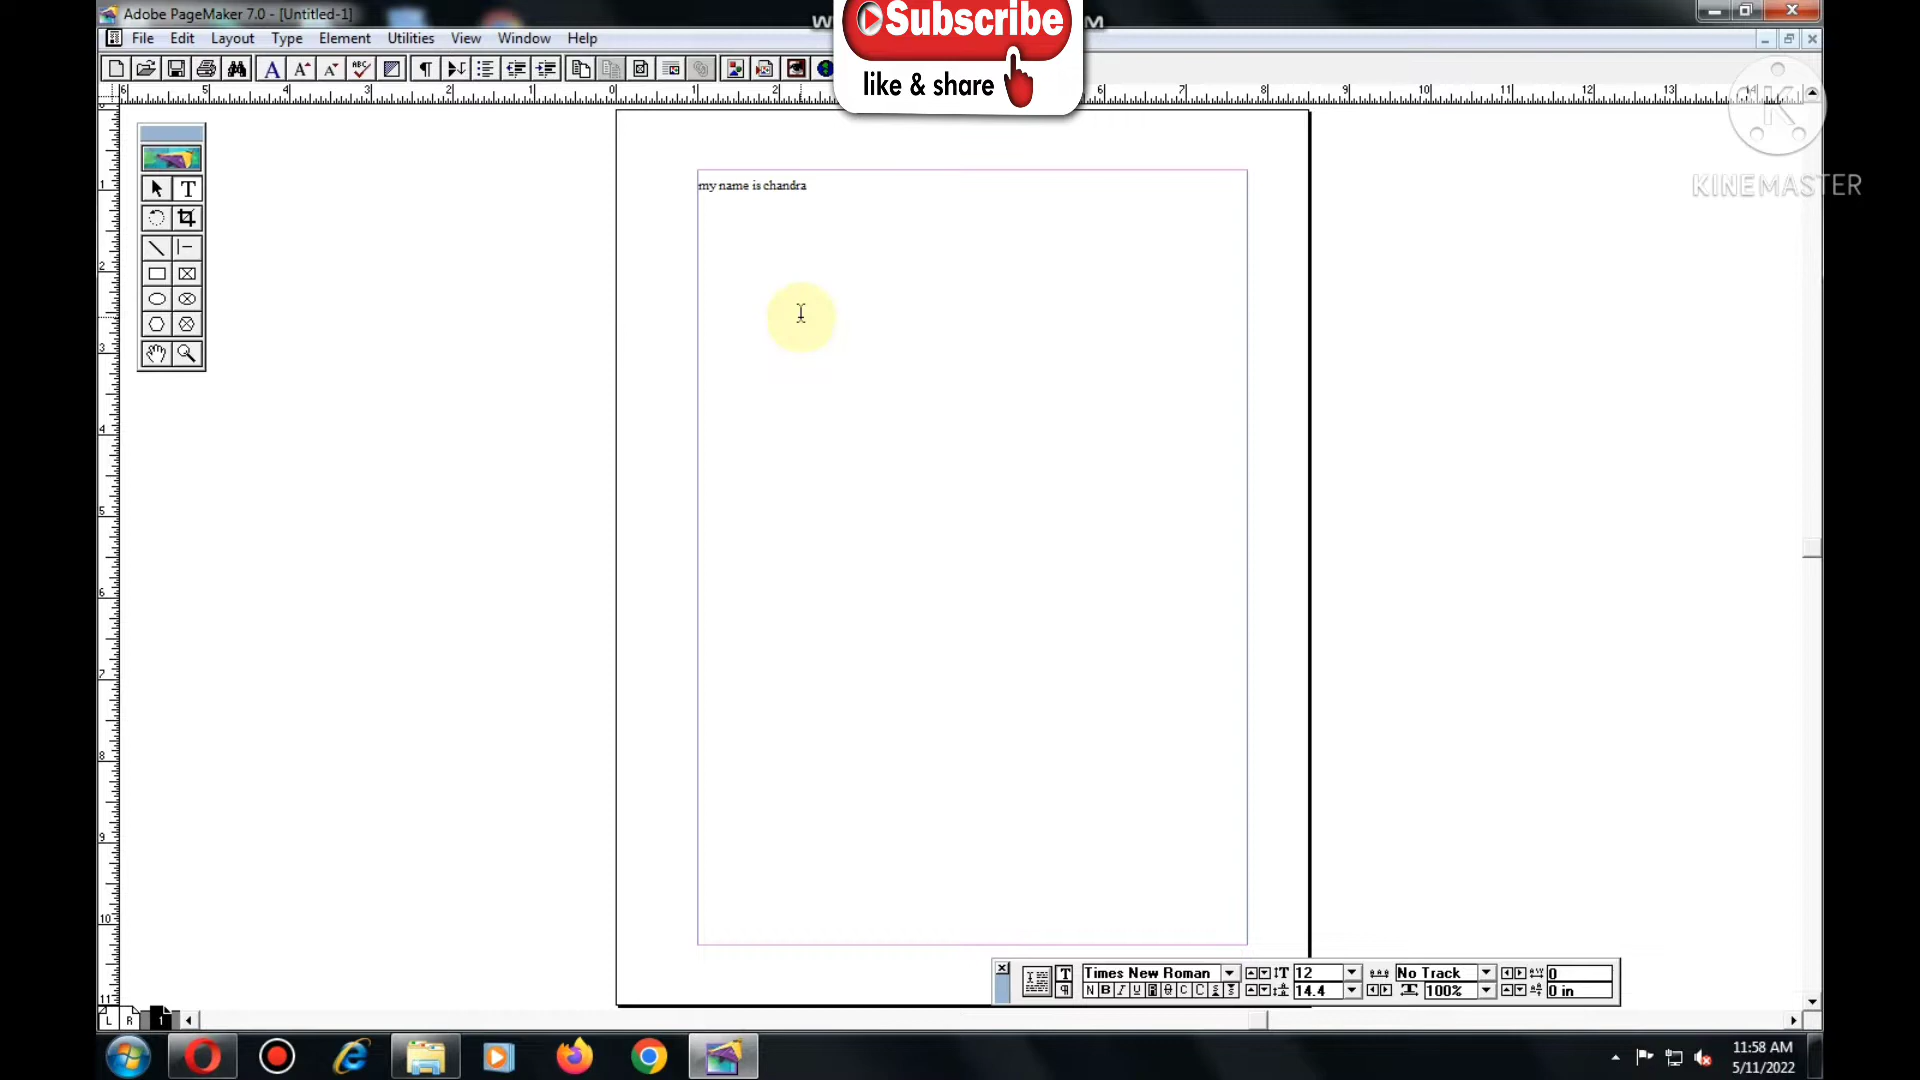 Adobe PageMaker 7.0 - [Untitled-1]
Subscribe
like & share
File Edit Layout Type Element Utilities View Window Help
KINEMASTER
my name is chandra
Times New Roman 12 No Track 0
N B I U 14.4 100% 0 in
L R 1
11:58 AM
5/11/2022